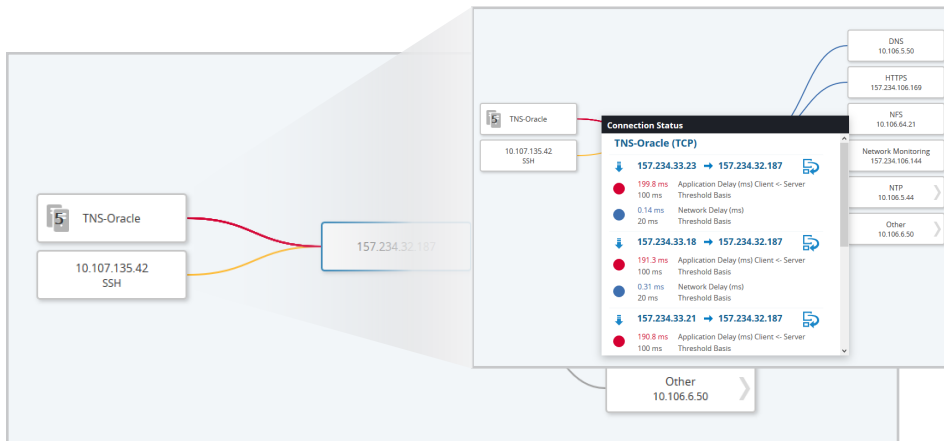 5
TNS-Oracle
10.107.135.42
SSH
157.234.32.187
Other
10.106.6.50
5
TNS-Oracle
10.107.135.42
SSH
DNS
10.106.5.50
HTTPS
157.234.106.169
NFS
10.106.64.21
Network Monitoring
157.234.106.144
NTP
10.106.5.44
Other
10.106.6.50
Connection Status
TNS-Oracle (TCP)
157.234.33.23 → 157.234.32.187
199.8 ms Application Delay (ms) Client <- Server
100 ms Threshold Basis
0.14 ms Network Delay (ms)
20 ms Threshold Basis
157.234.33.18 → 157.234.32.187
191.3 ms Application Delay (ms) Client <- Server
100 ms Threshold Basis
0.31 ms Network Delay (ms)
20 ms Threshold Basis
157.234.33.21 → 157.234.32.187
190.8 ms Application Delay (ms) Client <- Server
100 ms Threshold Basis